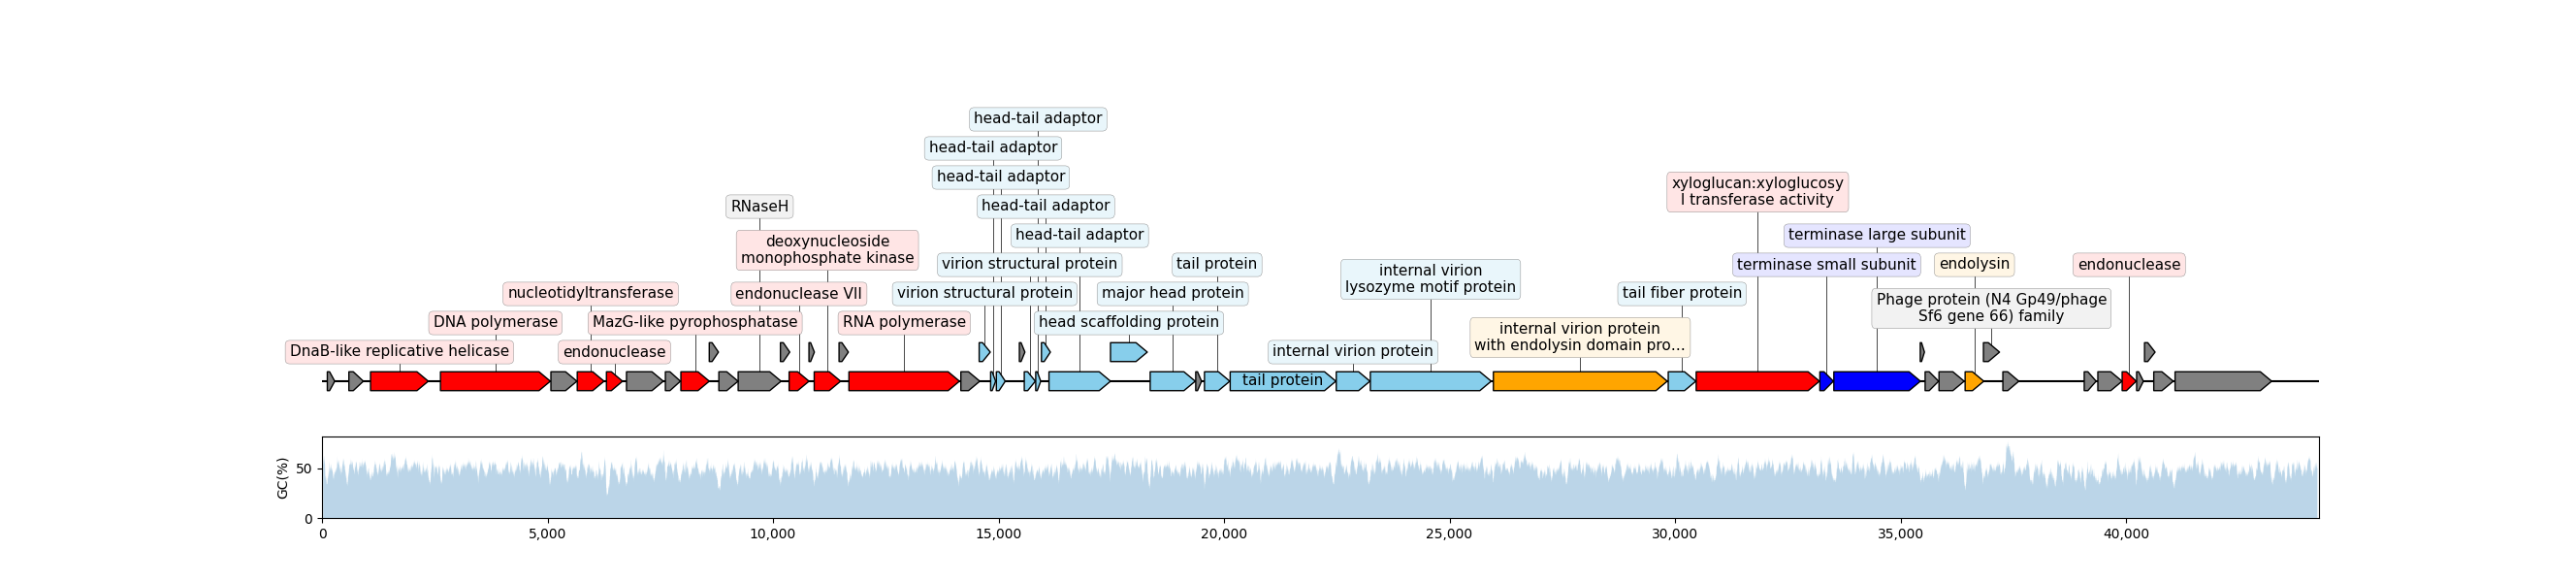 head-tail adaptor
head-tail adaptor
head-tail adaptor
xyloglucan:xyloglucosy
l transferase activity
RNaseH
head-tail adaptor
deoxynucleoside
monophosphate kinase
head-tail adaptor
terminase large subunit
virion structural protein
tail protein
internal virion
lysozyme motif protein
terminase small subunit
endolysin
endonuclease
nucleotidyltransferase
endonuclease VII
virion structural protein
major head protein
tail fiber protein
Phage protein (N4 Gp49/phage
Sf6 gene 66) family
DNA polymerase
MazG-like pyrophosphatase
RNA polymerase
head scaffolding protein
internal virion protein
with endolysin domain pro...
DnaB-like replicative helicase
endonuclease
internal virion protein
tail protein
GC(%)
50
0
0
5,000
10,000
15,000
20,000
25,000
30,000
35,000
40,000